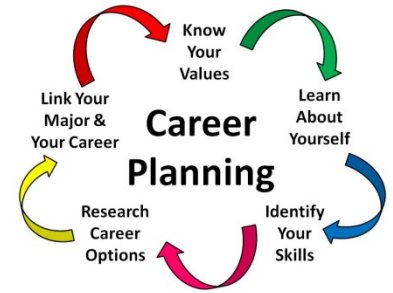 Know
Your
Values
Learn
About
Yourself
Identify
Your
Skills
Research
Career
Options
Link Your
Major &
Your Career
Career
Planning